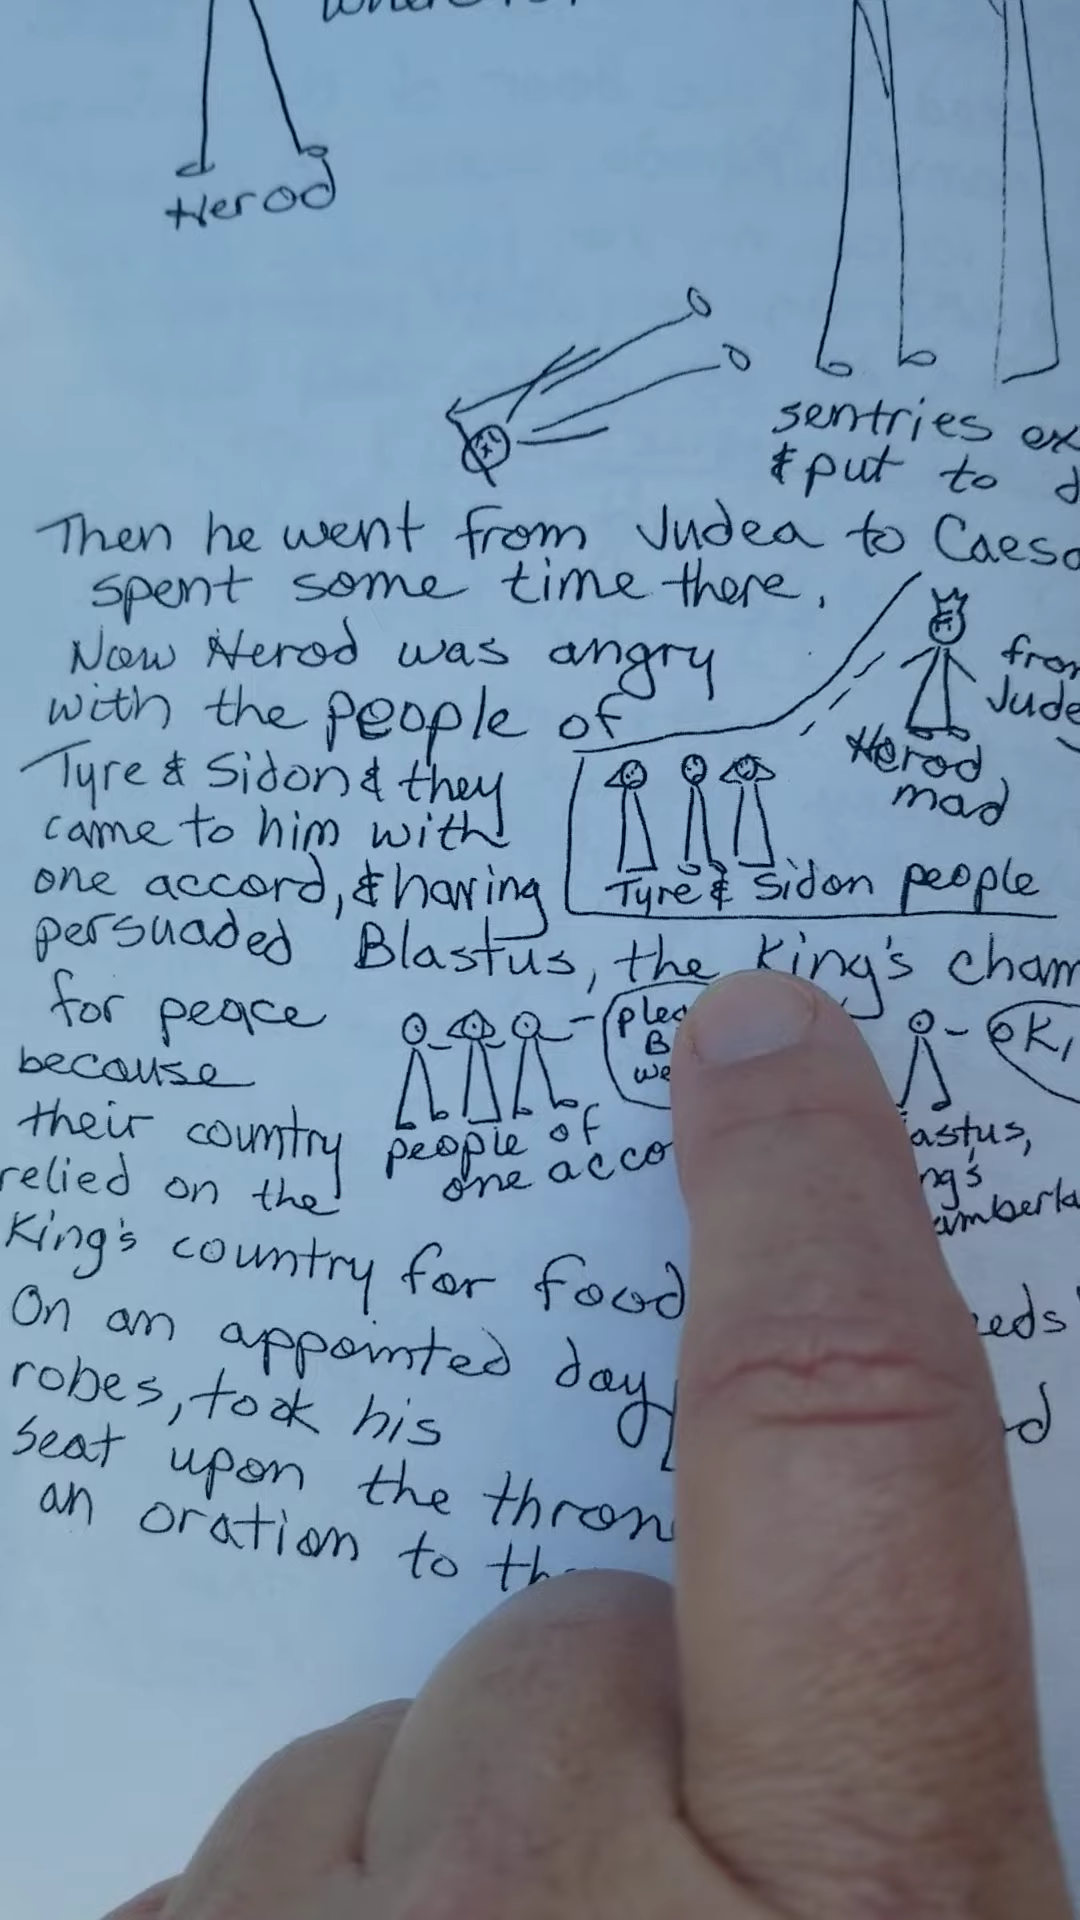 Herod
sentries
& put to
Then he went from Judea to
spent some time there.
Now Herod was angry
with the people of
Tyre & Sidon & they
came to him with
one accord, & having
persuaded Blastus, the King's
from
Herod
mad
Tyre & Sidon people
for peace
because
their country
relied on the
King's country for food
people of
one
OK,
On an appointed day
robes, took his
seat upon the
an oration to